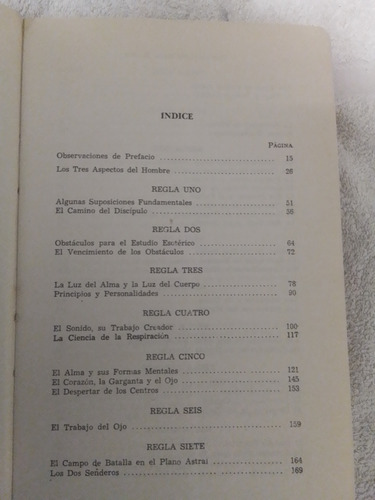 INDICE
PÁGINA
Observaciones de Prefacio .......... 15
Los Tres Aspectos del Hombre .......... 26
REGLA UNO
Algunas Suposiciones Fundamentales .......... 51
El Camino del Discípulo .......... 56
REGLA DOS
Obstáculos para el Estudio Esotérico .......... 64
El Vencimiento de los Obstáculos .......... 72
REGLA TRES
La Luz del Alma y la Luz del Cuerpo .......... 78
Principios y Personalidades .......... 90
REGLA CUATRO
El Sonido, su Trabajo Creador .......... 100
La Ciencia de la Respiración .......... 117
REGLA CINCO
El Alma y sus Formas Mentales .......... 121
El Corazón, la Garganta y el Ojo .......... 145
El Despertar de los Centros .......... 153
REGLA SEIS
El Trabajo del Ojo .......... 159
REGLA SIETE
El Campo de Batalla en el Plano Astral .......... 164
Los Dos Senderos .......... 169